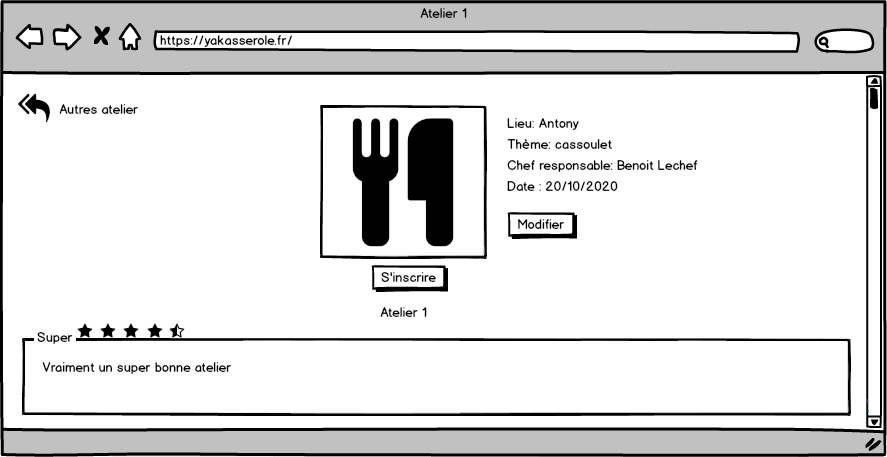 Atelier 1
https://yakasserole.fr/
Autres atelier
Lieu: Antony
Thème: cassoulet
Chef responsable: Benoit Lechef
Date : 20/10/2020
Modifier
S'inscrire
Atelier 1
Super
Vraiment un super bonne atelier